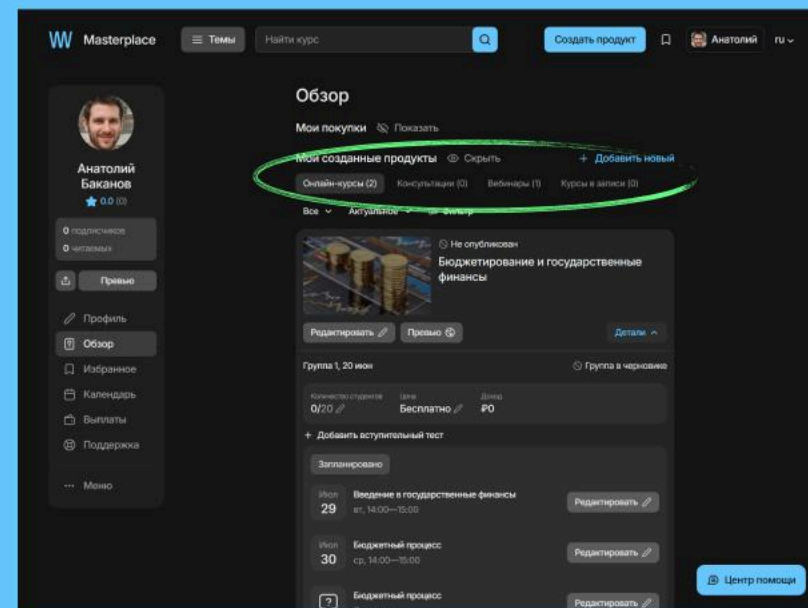 Masterplace
Темы
Найти курс
Создать продукт
Анатолий
ru
Анатолий
Баканов
0.0 (0)
0 подписчиков
0 читаемых
Превью
Профиль
Обзор
Избранное
Календарь
Выплаты
Поддержка
Меню
Обзор
Мои покупки Показать
Мои созданные продукты Скрыть + Добавить новый
Онлайн-курсы (2) Консультации (0) Вебинары (1) Курсы в записи (0)
Все Актуальное Фильтр
Не опубликован
Бюджетирование и государственные
финансы
Редактировать Превью Детали
Группа 1, 20 июн Группа в черновике
Количество студентов Цена Доход
0/20 Бесплатно ₽0
+ Добавить вступительный тест
Запланировано
Июл Введение в государственные финансы
29 вт, 14:00—15:00 Редактировать
Июл Бюджетный процесс
30 ср, 14:00—15:00 Редактировать
Бюджетный процесс
? Редактировать
Центр помощи